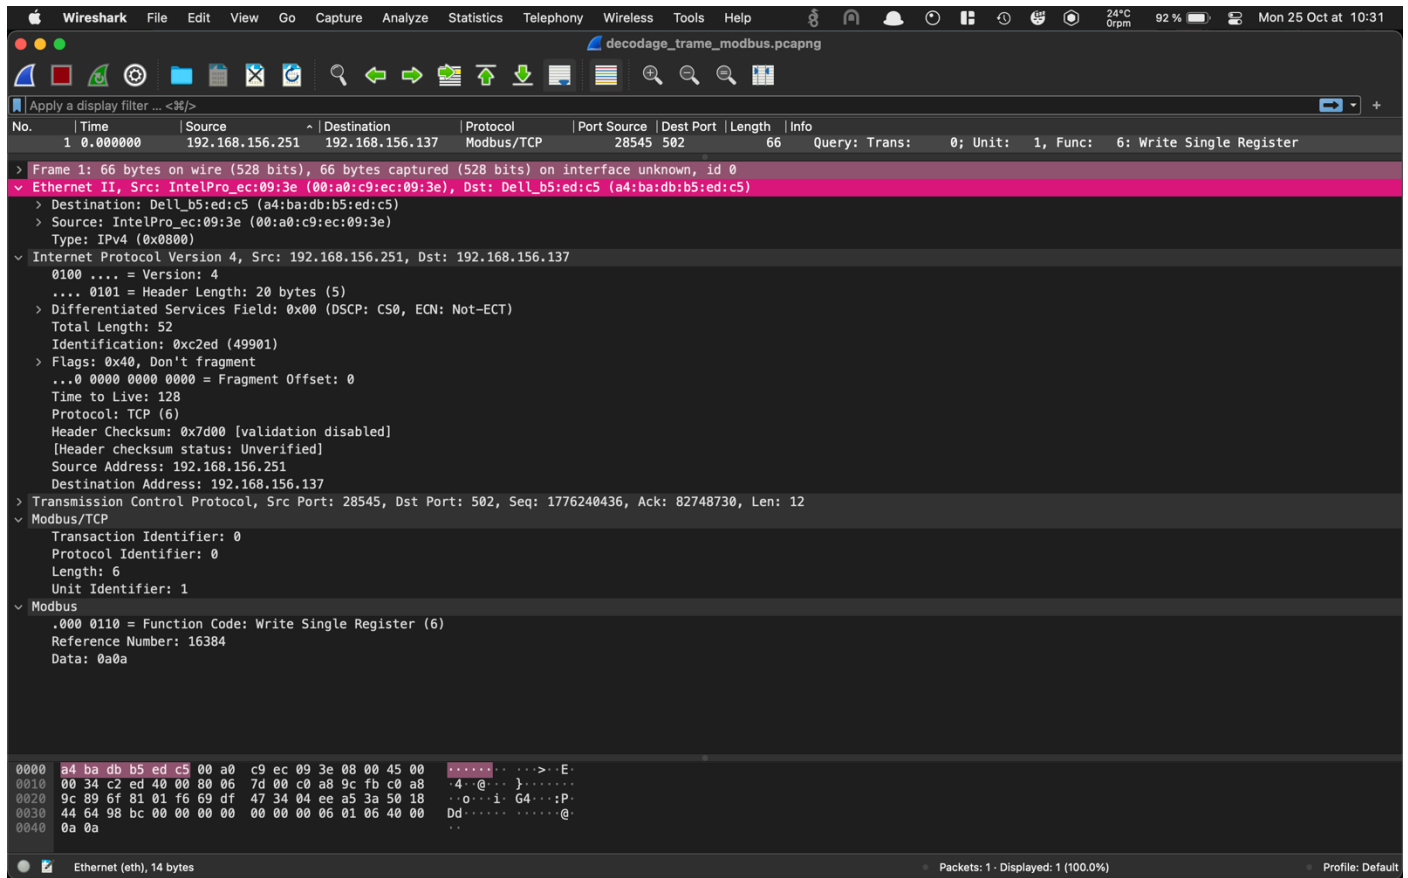 Wireshark File Edit View Go Capture Analyze Statistics Telephony Wireless Tools Help 24°C 0rpm 92 % Mon 25 Oct at 10:31
decodage_trame_modbus.pcapng
Apply a display filter ... <⌘/>
No. Time Source Destination Protocol Port Source Dest Port Length Info
1 0.000000 192.168.156.251 192.168.156.137 Modbus/TCP 28545 502 66 Query: Trans: 0; Unit: 1, Func: 6: Write Single Register
> Frame 1: 66 bytes on wire (528 bits), 66 bytes captured (528 bits) on interface unknown, id 0
Ethernet II, Src: IntelPro_ec:09:3e (00:a0:c9:ec:09:3e), Dst: Dell_b5:ed:c5 (a4:ba:db:b5:ed:c5)
> Destination: Dell_b5:ed:c5 (a4:ba:db:b5:ed:c5)
> Source: IntelPro_ec:09:3e (00:a0:c9:ec:09:3e)
Type: IPv4 (0x0800)
Internet Protocol Version 4, Src: 192.168.156.251, Dst: 192.168.156.137
0100 .... = Version: 4
.... 0101 = Header Length: 20 bytes (5)
> Differentiated Services Field: 0x00 (DSCP: CS0, ECN: Not-ECT)
Total Length: 52
Identification: 0xc2ed (49901)
> Flags: 0x40, Don't fragment
...0 0000 0000 0000 = Fragment Offset: 0
Time to Live: 128
Protocol: TCP (6)
Header Checksum: 0x7d00 [validation disabled]
[Header checksum status: Unverified]
Source Address: 192.168.156.251
Destination Address: 192.168.156.137
> Transmission Control Protocol, Src Port: 28545, Dst Port: 502, Seq: 1776240436, Ack: 82748730, Len: 12
Modbus/TCP
Transaction Identifier: 0
Protocol Identifier: 0
Length: 6
Unit Identifier: 1
Modbus
.000 0110 = Function Code: Write Single Register (6)
Reference Number: 16384
Data: 0a0a
0000 a4 ba db b5 ed c5 00 a0 c9 ec 09 3e 08 00 45 00 ········ ···>··E·
0010 00 34 c2 ed 40 00 80 06 7d 00 c0 a8 9c fb c0 a8 ·4··@··· }·······
0020 9c 89 6f 81 01 f6 69 df 47 34 04 ee a5 3a 50 18 ··o···i· G4···:P·
0030 44 64 98 bc 00 00 00 00 00 00 00 06 01 06 40 00 Dd······ ······@·
0040 0a 0a ··
Ethernet (eth), 14 bytes Packets: 1 · Displayed: 1 (100.0%) Profile: Default